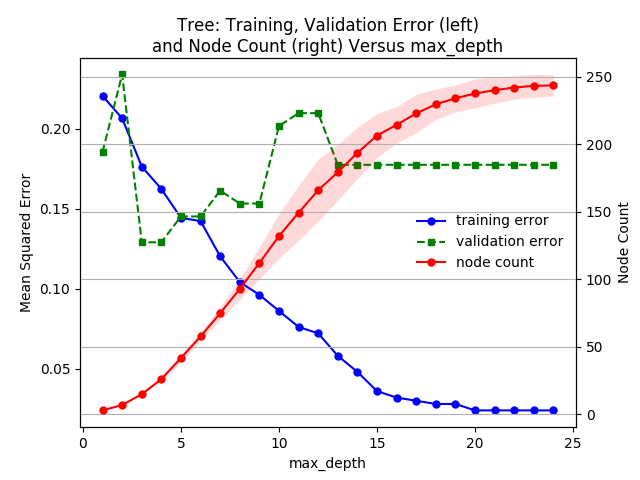 Tree: Training, Validation Error (left)
and Node Count (right) Versus max_depth
Mean Squared Error
0.20
0.15
0.10
0.05
250
200
150
100
50
0
Node Count
training error
validation error
node count
0
5
10
15
20
25
max_depth